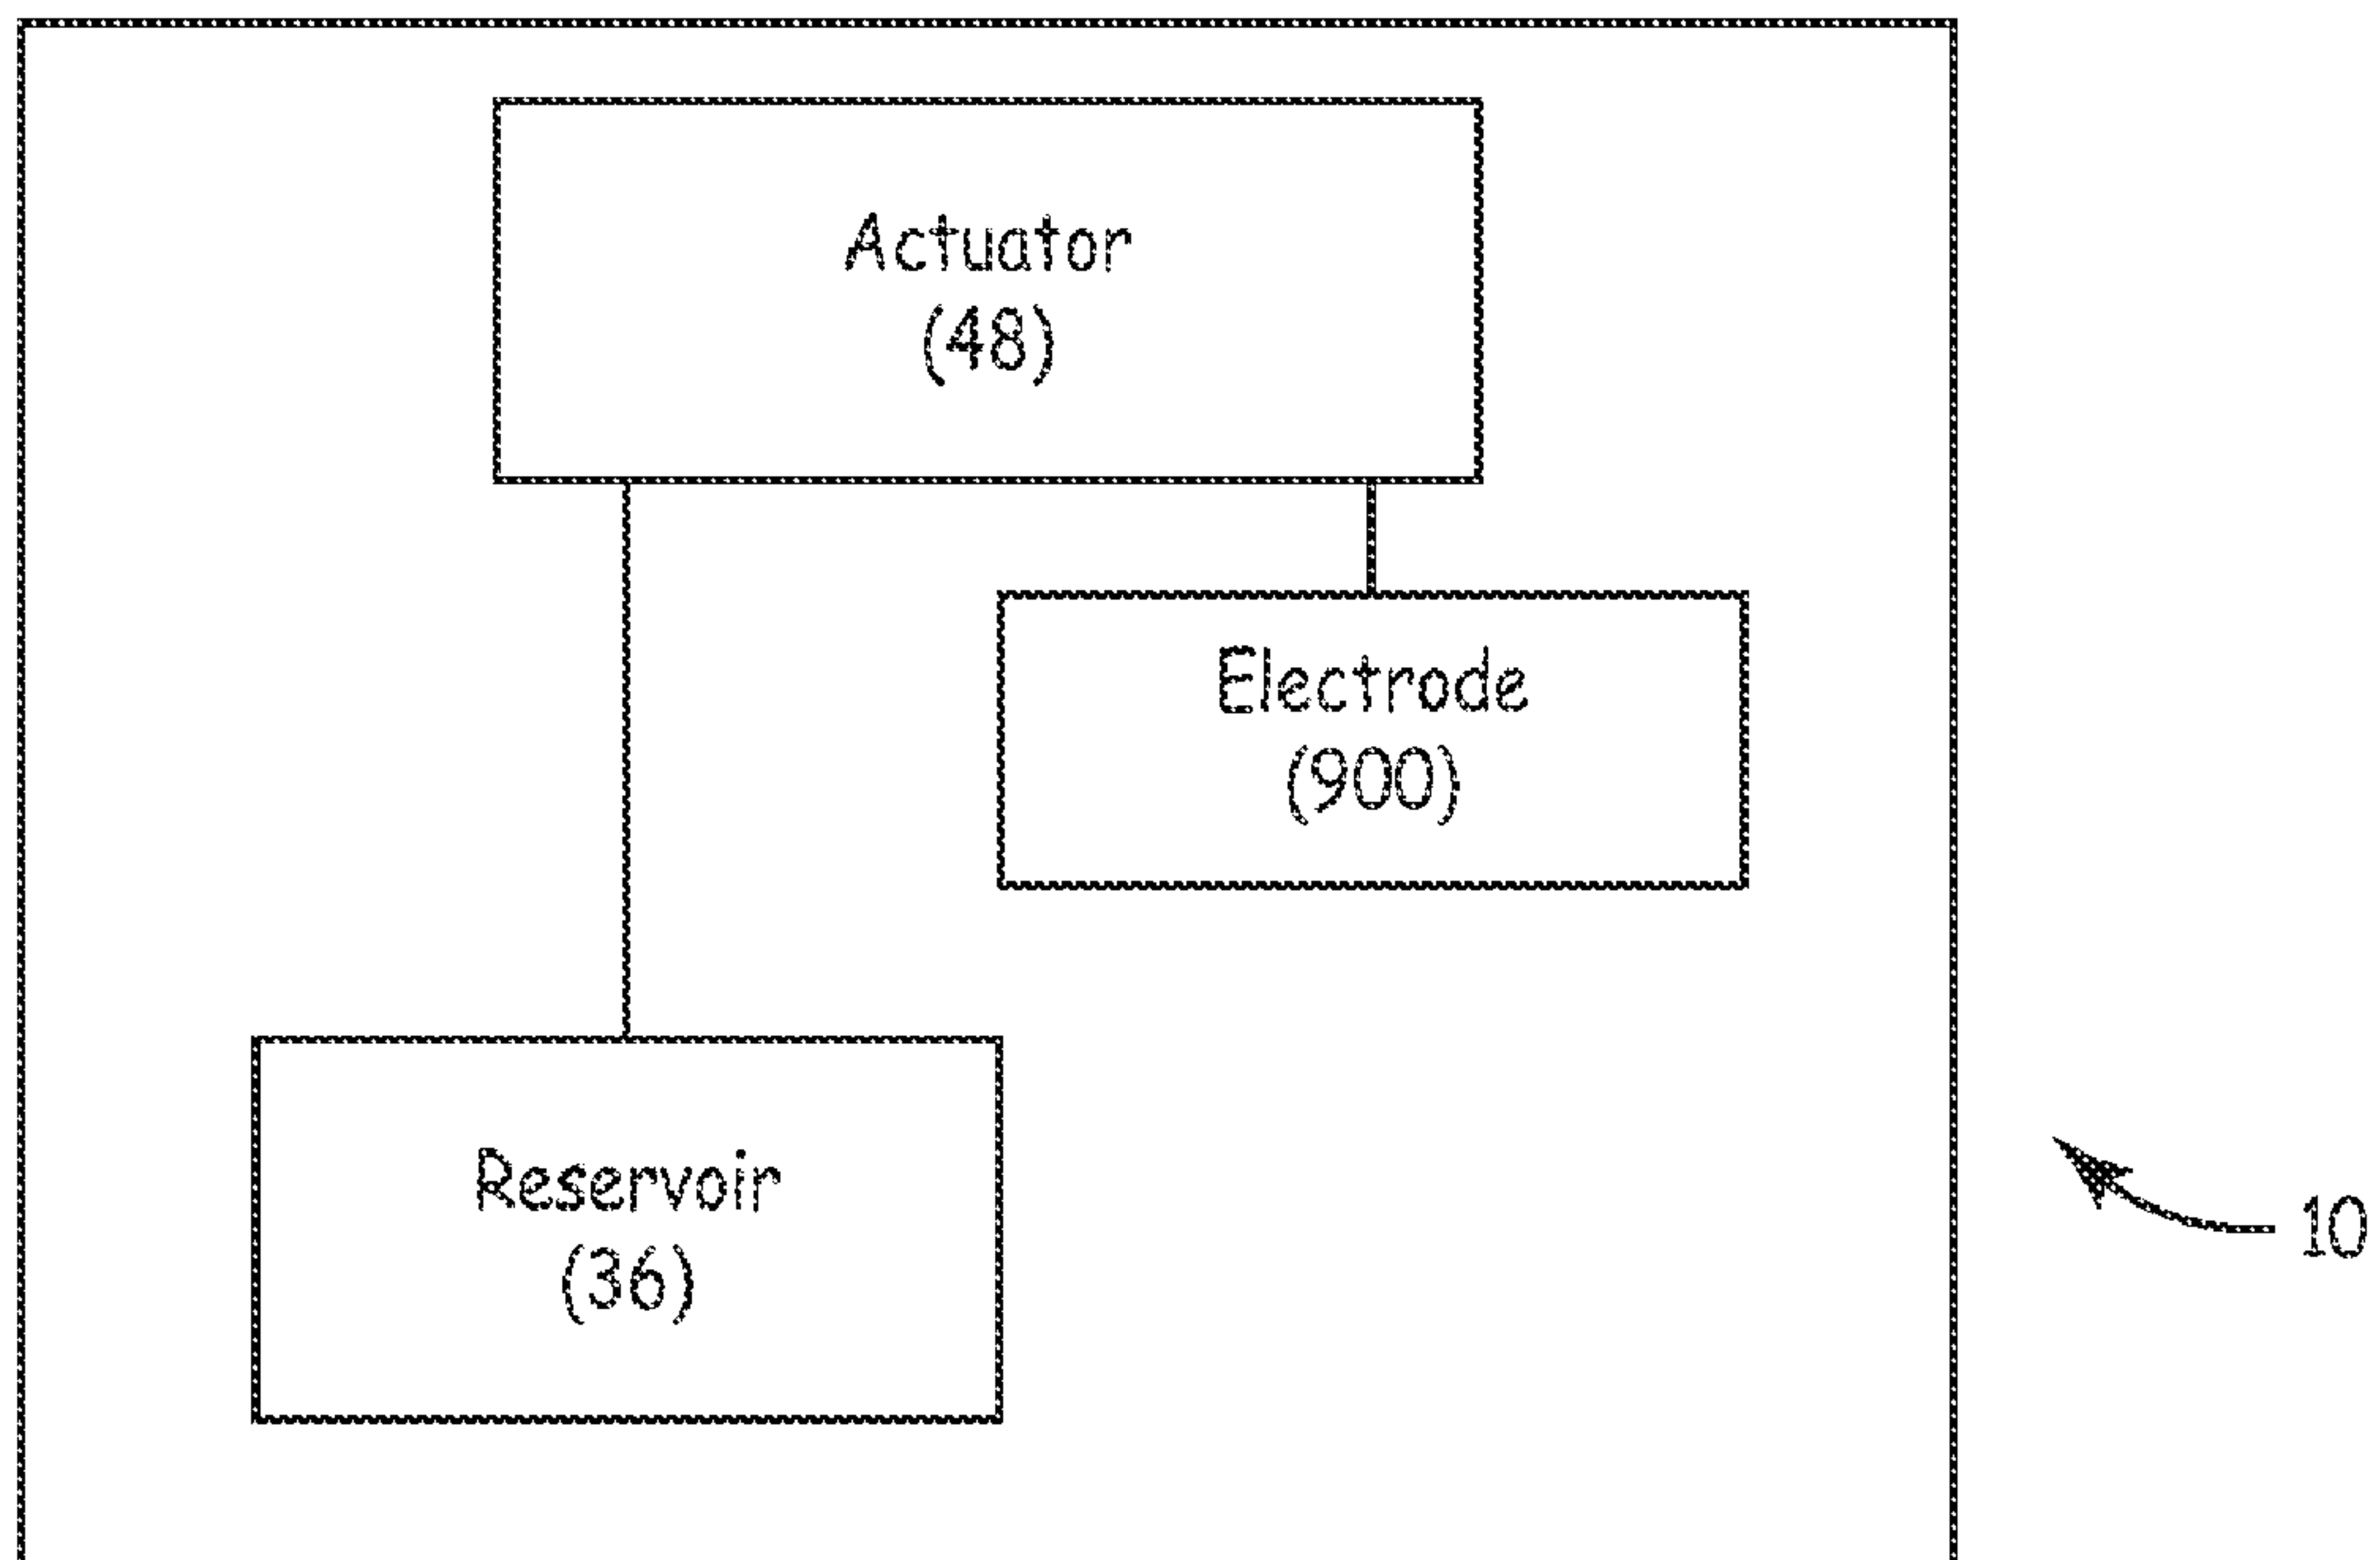 Actuator
(48)
Electrode
(900)
Reservoir
(36)
10